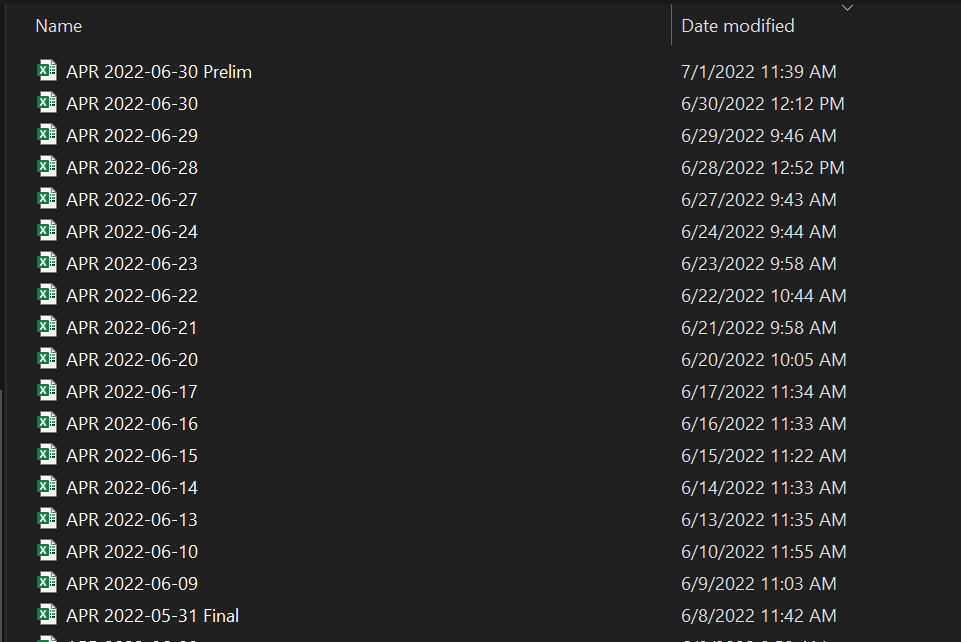 Name Date modified
APR 2022-06-30 Prelim 7/1/2022 11:39 AM
APR 2022-06-30 6/30/2022 12:12 PM
APR 2022-06-29 6/29/2022 9:46 AM
APR 2022-06-28 6/28/2022 12:52 PM
APR 2022-06-27 6/27/2022 9:43 AM
APR 2022-06-24 6/24/2022 9:44 AM
APR 2022-06-23 6/23/2022 9:58 AM
APR 2022-06-22 6/22/2022 10:44 AM
APR 2022-06-21 6/21/2022 9:58 AM
APR 2022-06-20 6/20/2022 10:05 AM
APR 2022-06-17 6/17/2022 11:34 AM
APR 2022-06-16 6/16/2022 11:33 AM
APR 2022-06-15 6/15/2022 11:22 AM
APR 2022-06-14 6/14/2022 11:33 AM
APR 2022-06-13 6/13/2022 11:35 AM
APR 2022-06-10 6/10/2022 11:55 AM
APR 2022-06-09 6/9/2022 11:03 AM
APR 2022-05-31 Final 6/8/2022 11:42 AM